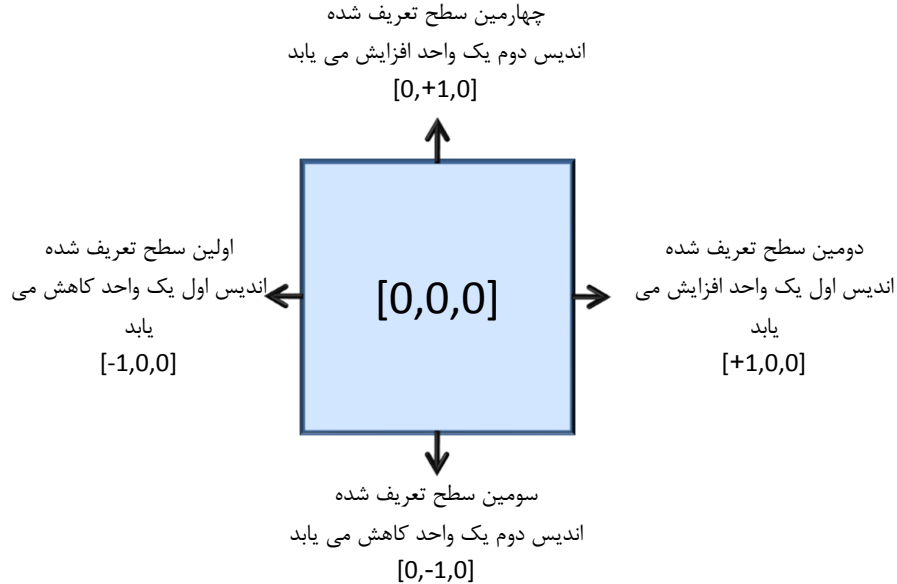 چهارمین سطح تعریف شده
اندیس دوم یک واحد افزایش می یابد
[0,+1,0]
اولین سطح تعریف شده
اندیس اول یک واحد کاهش می
یابد
[-1,0,0]
[0,0,0]
دومین سطح تعریف شده
اندیس اول یک واحد افزایش می
یابد
[+1,0,0]
سومین سطح تعریف شده
اندیس دوم یک واحد کاهش می یابد
[0,-1,0]